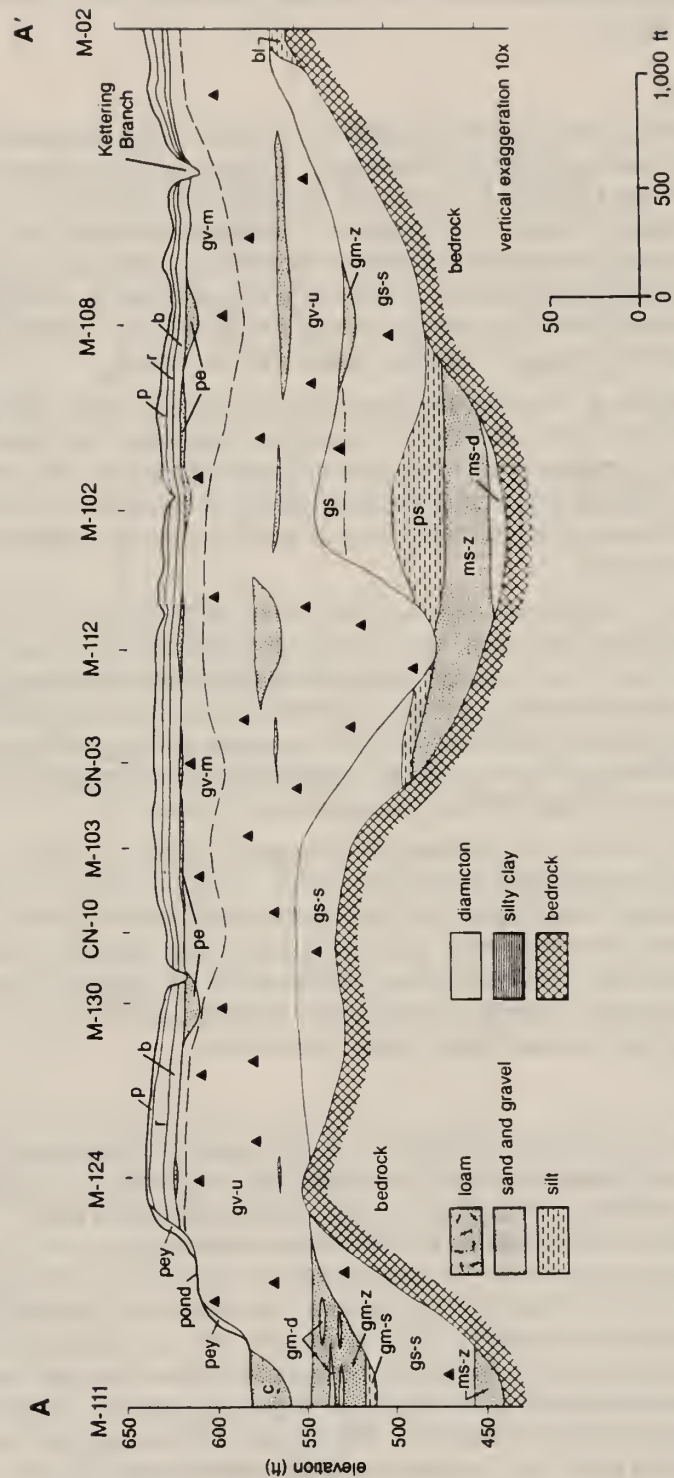 A
A'
M-111
M-124
M-130
CN-10
M-103
CN-03
M-112
M-102
M-108
Kettering
Branch
M-02
650
600
550
500
450
elevation (ft)
pey
pond
pey
c
p
r
b
pe
gv-m
p
r
b
pe
gv-m
gv-u
gv-u
gm-d
gm-z
gm-s
gs-s
ms-z
bedrock
gs-s
gs
gm-z
gs-s
ps
ms-z
ms-d
bedrock
bl
loam
sand and gravel
silt
diamicton
silty clay
bedrock
vertical exaggeration 10x
50
0
0
500
1,000 ft